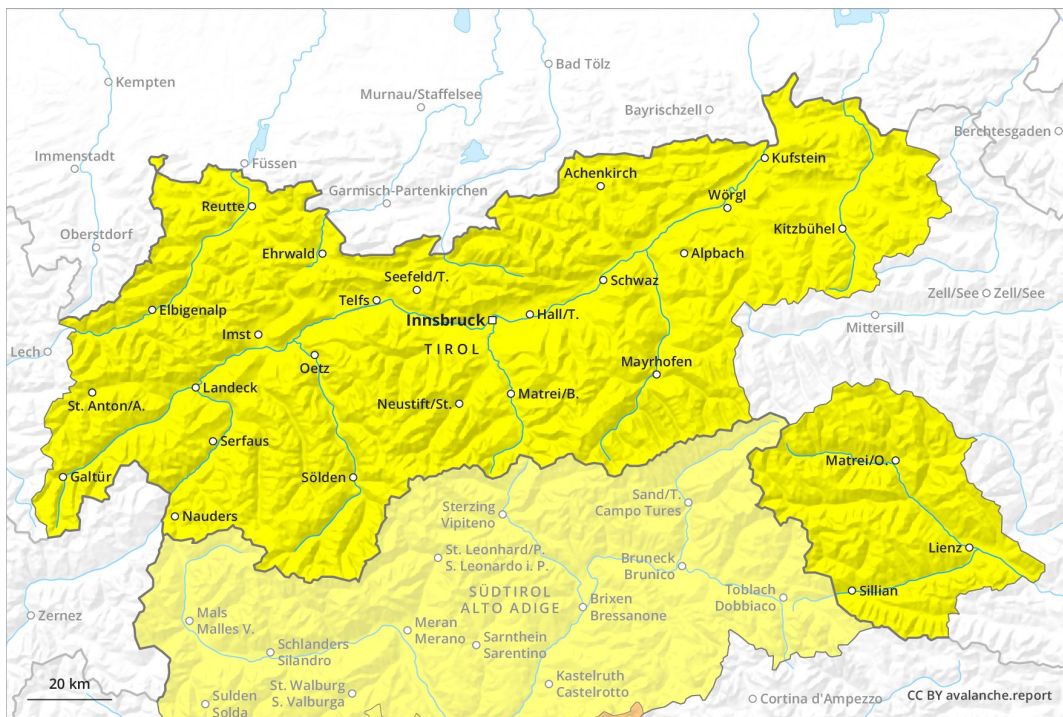 Kempten
Bad Tölz
Murnau/Staffelsee
Bayrischzell
Berchtesgaden
Immenstadt
Füssen
Kufstein
Achenkirch
Garmisch-Partenkirchen
Wörgl
Reutte
Kitzbühel
Oberstdorf
Ehrwald
Alpbach
Seefeld/T.
Schwaz
Zell/See
Zell/See
Telfs
Elbigenalp
Innsbruck
Hall/T.
Mittersill
Imst
TIROL
Lech
Mayrhofen
Oetz
Landeck
Matrei/B.
St. Anton/A.
Neustift/St.
Serfaus
Matrei/O.
Galtür
Sölden
Sand/T.
Campo Tures
Sterzing
Vipiteno
Nauders
Lienz
St. Leonhard/P.
S. Leonardo i. P.
Bruneck
Brunico
SÜDTIROL
ALTO ADIGE
Toblach
Dobbiaco
Sillian
Brixen
Bressanone
Zernez
Mals
Malles V.
Meran
Merano
Schlanders
Silandro
Sarnthein
Sarentino
Kastelruth
Castelrotto
20 km
St. Walburg
S. Valburga
Sulden
Solda
Cortina d'Ampezzo
CC BY avalanche.report